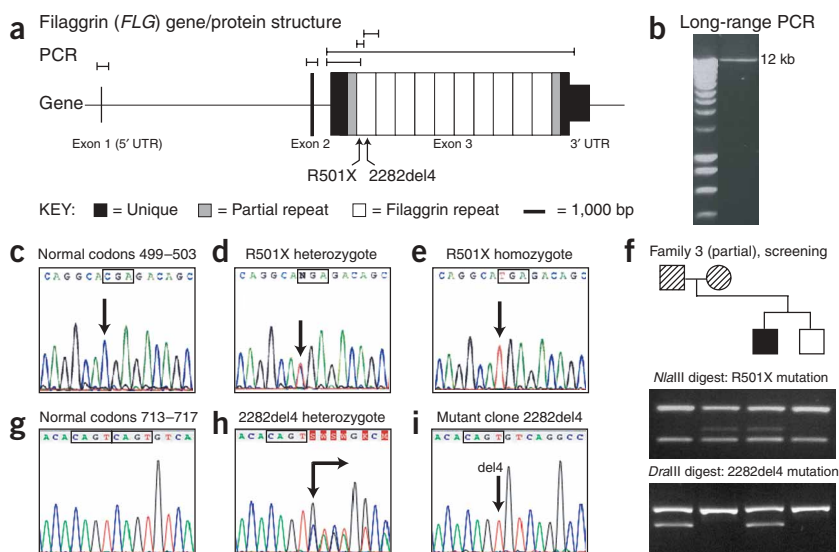 a Filaggrin (FLG) gene/protein structure
PCR
Gene
Exon 1 (5′ UTR)
Exon 2
Exon 3
3′ UTR
R501X 2282del4
KEY: = Unique = Partial repeat = Filaggrin repeat = 1,000 bp
b Long-range PCR
12 kb
c Normal codons 499–503
CAGGCACGAGACAGC
d R501X heterozygote
CAGGCANGAGACAGC
e R501X homozygote
CAGGCATGAGACAGC
f
Family 3 (partial), screening
NlaIII digest: R501X mutation
DraIII digest: 2282del4 mutation
g Normal codons 713–717
ACACAGTCAGTGTCA
h 2282del4 heterozygote
ACACAGTSWSWGKCM
i Mutant clone 2282del4
ACACAGTGTCAGGCC
del4